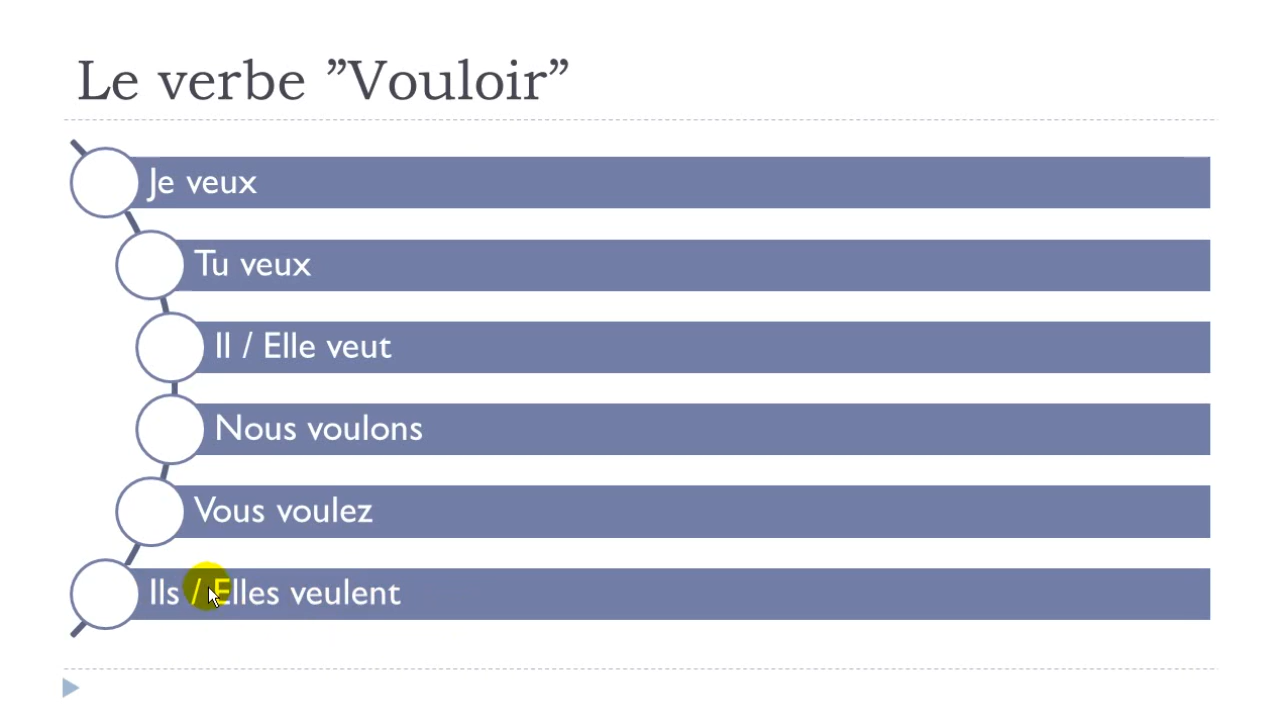 Le verbe ”Vouloir”
Je veux
Tu veux
Il / Elle veut
Nous voulons
Vous voulez
Ils / Elles veulent